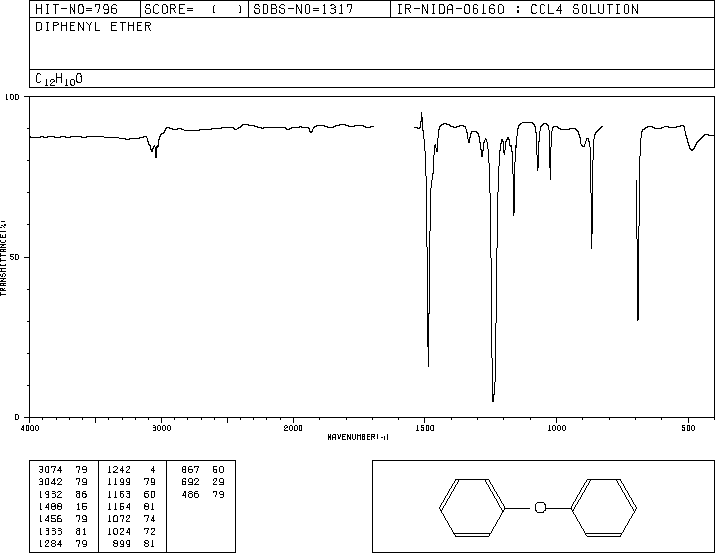 HIT-NO=796 SCORE= ( ) SDBS-NO=1317 IR-NIDA-06160 : CCL4 SOLUTION
DIPHENYL ETHER
C12H10O
100
50
0
TRANSMITTANCE(%)
4000 3000 2000 1500 1000 500
WAVENUMBER(-1)
3074 79 1242 4 867 60
3042 79 1199 79 692 29
1932 86 1163 60 486 79
1488 15 1154 81
1456 79 1072 74
1333 81 1024 72
1284 79 899 81
O